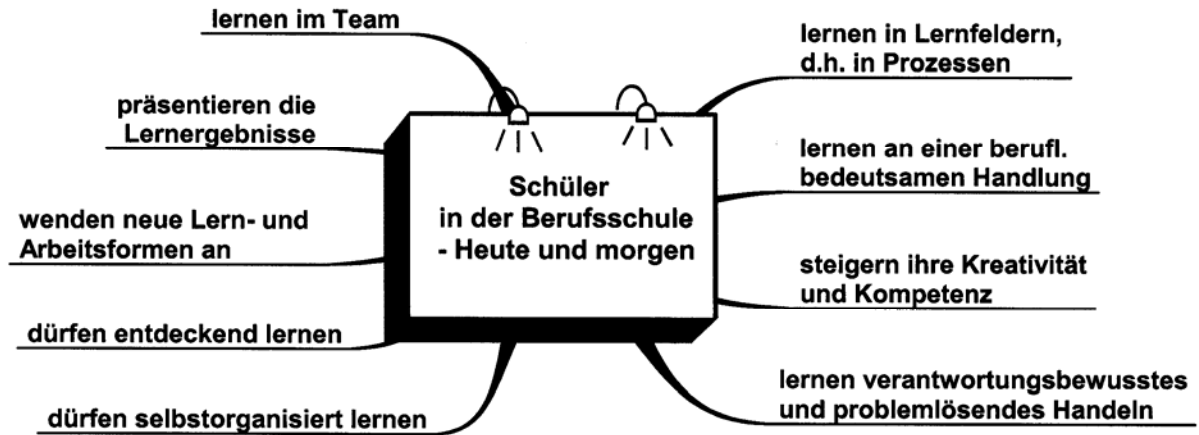 lernen im Team
präsentieren die
Lernergebnisse
wenden neue Lern- und
Arbeitsformen an
dürfen entdeckend lernen
dürfen selbstorganisiert lernen
Schüler
in der Berufsschule
- Heute und morgen
lernen in Lernfeldern,
d.h. in Prozessen
lernen an einer berufl.
bedeutsamen Handlung
steigern ihre Kreativität
und Kompetenz
lernen verantwortungsbewusstes
und problemlösendes Handeln